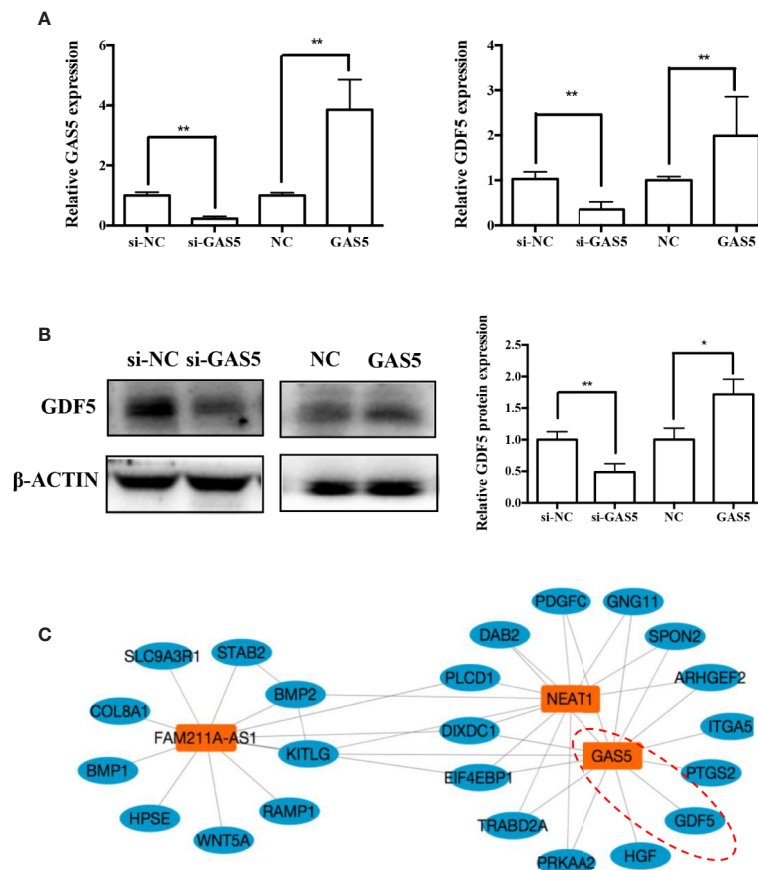 A
Relative GAS5 expression
6
4
2
0
**
**
si-NC si-GAS5 NC GAS5
Relative GDF5 expression
4
3
2
1
0
**
**
si-NC si-GAS5 NC GAS5
B
si-NC si-GAS5 NC GAS5
GDF5
β-ACTIN
Relative GDF5 protein expression
2.5
2.0
1.5
1.0
0.5
0.0
**
*
si-NC si-GAS5 NC GAS5
C
PDGFC
GNG11
DAB2
SPON2
SLC9A3R1
STAB2
PLCD1
ARHGEF2
BMP2
NEAT1
COL8A1
ITGA5
FAM211A-AS1
DIXDC1
KITLG
GAS5
BMP1
EIF4EBP1
PTGS2
HPSE
RAMP1
GDF5
TRABD2A
WNT5A
PRKAA2
HGF